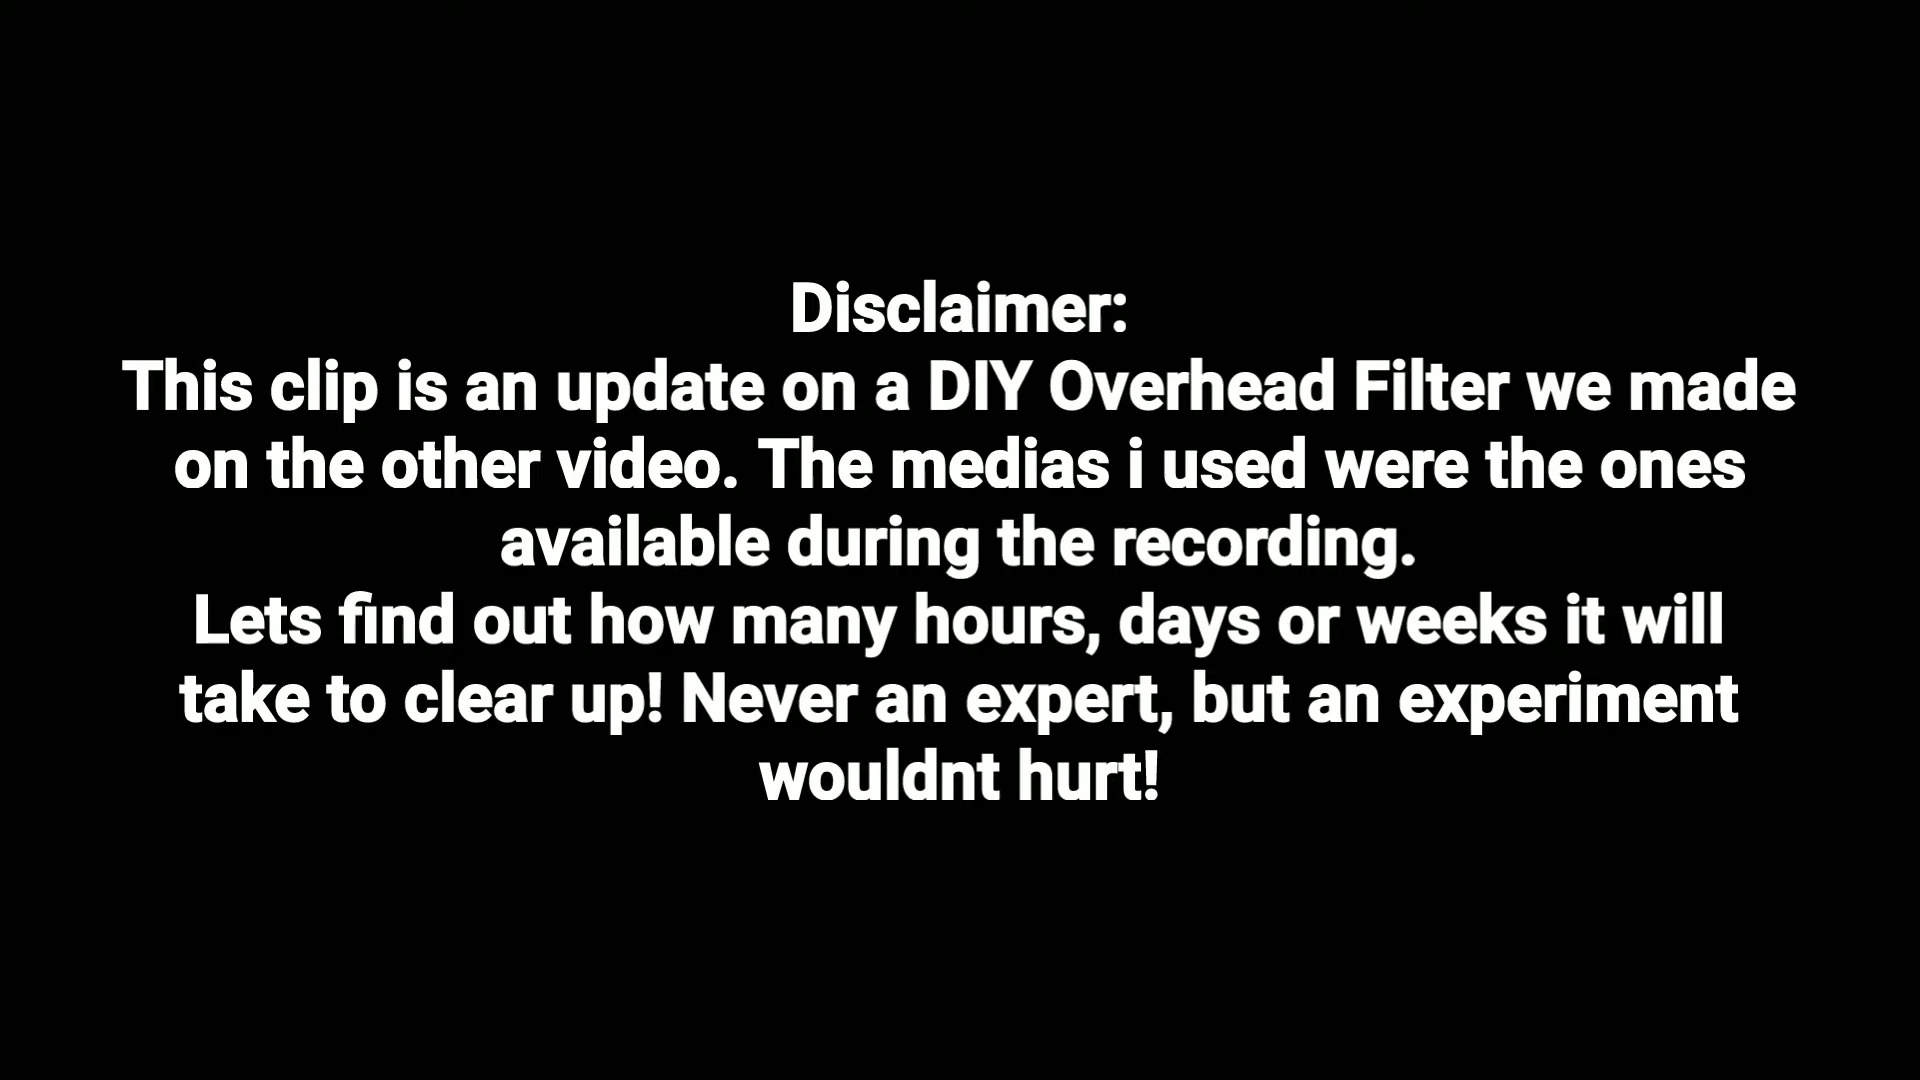 Disclaimer:
This clip is an update on a DIY Overhead Filter we made
on the other video. The medias i used were the ones
available during the recording.
Lets find out how many hours, days or weeks it will
take to clear up! Never an expert, but an experiment
wouldnt hurt!